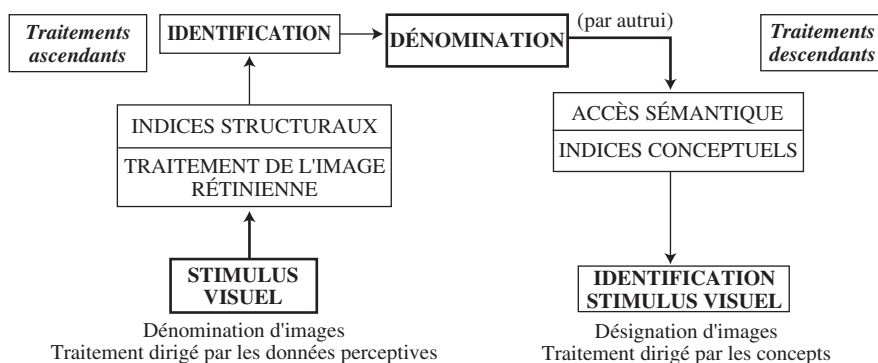 Traitements
ascendants
IDENTIFICATION
DÉNOMINATION
(par autrui)
Traitements
descendants
INDICES STRUCTURAUX
TRAITEMENT DE L'IMAGE
RÉTINIENNE
ACCÈS SÉMANTIQUE
INDICES CONCEPTUELS
STIMULUS
VISUEL
IDENTIFICATION
STIMULUS VISUEL
Dénomination d'images
Traitement dirigé par les données perceptives
Désignation d'images
Traitement dirigé par les concepts